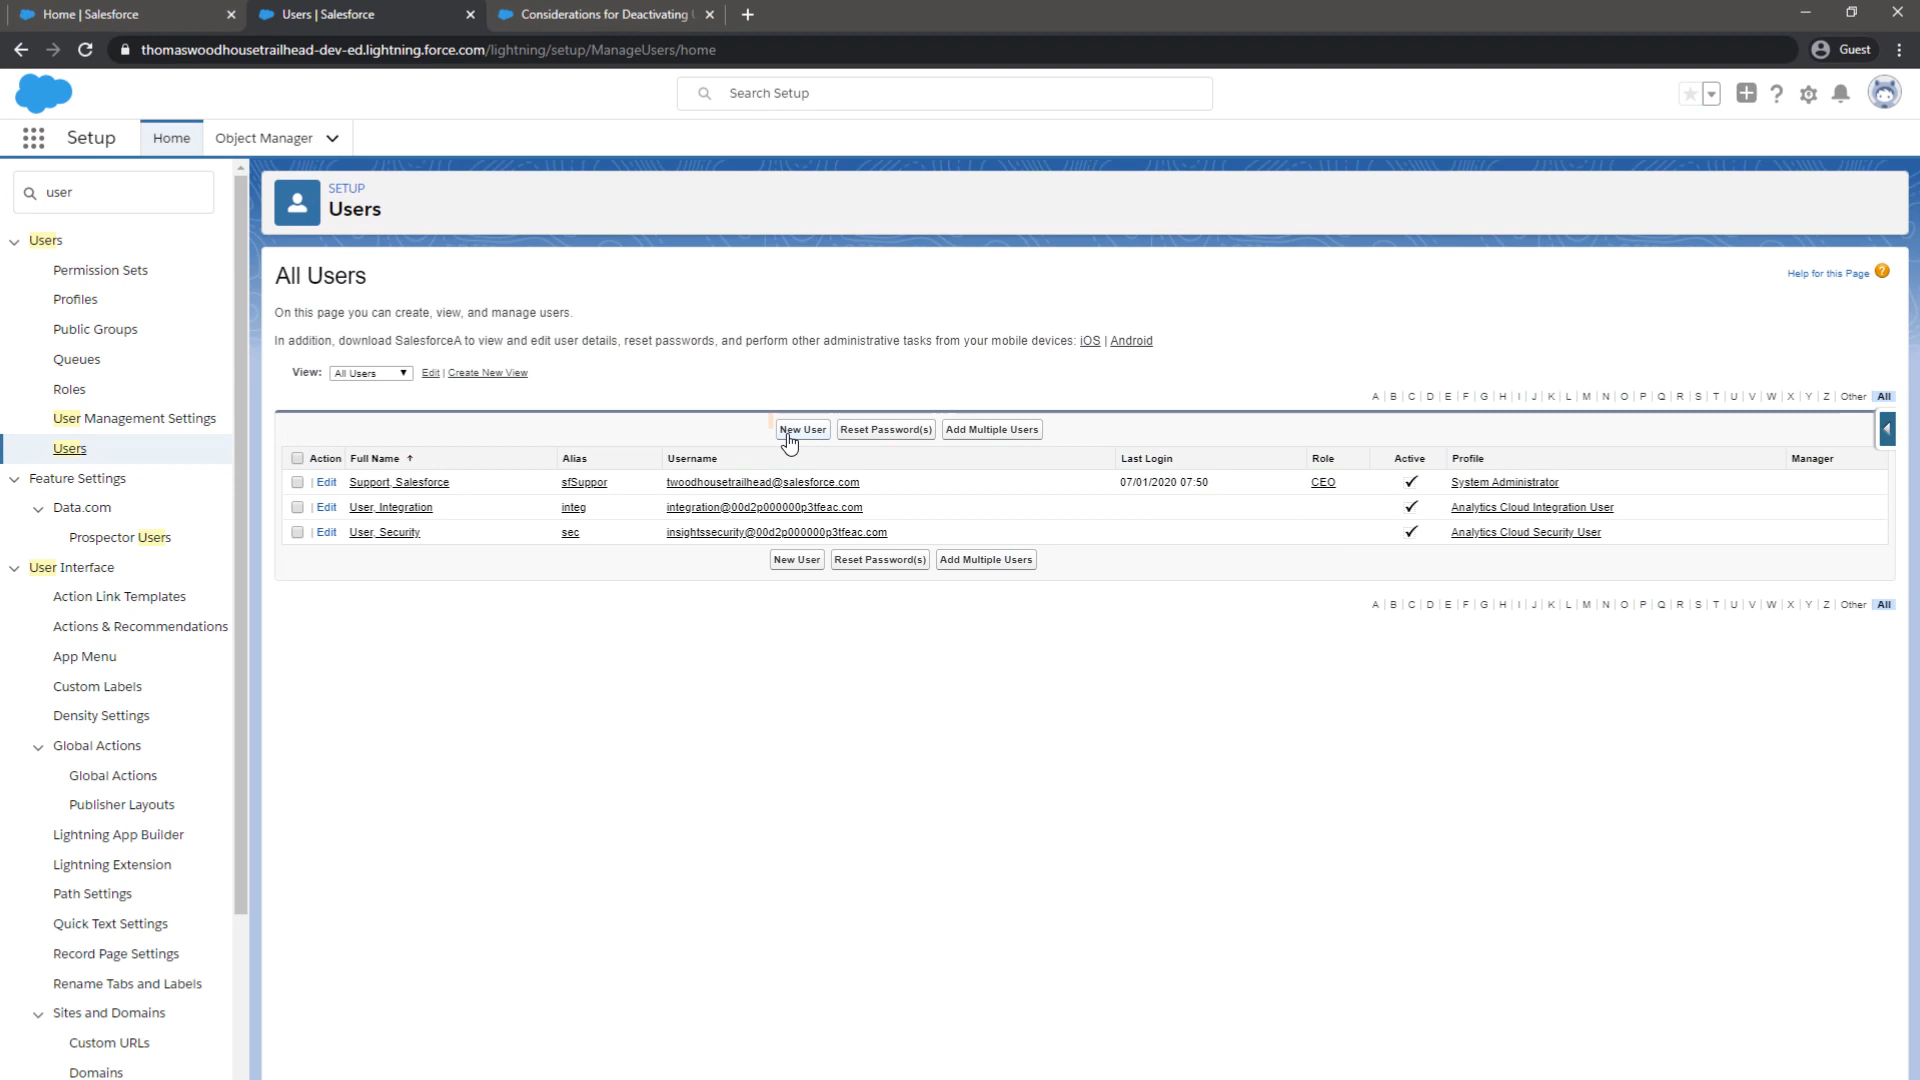 Home | Salesforce
Users | Salesforce
Considerations for Deactivating
thomaswoodhousetrailhead-dev-ed.lightning.force.com/lightning/setup/ManageUsers/home
Guest
Search Setup
Setup
Home
Object Manager
user
Users
Permission Sets
Profiles
Public Groups
Queues
Roles
User Management Settings
Users
Feature Settings
Data.com
Prospector Users
User Interface
Action Link Templates
Actions & Recommendations
App Menu
Custom Labels
Density Settings
Global Actions
Global Actions
Publisher Layouts
Lightning App Builder
Lightning Extension
Path Settings
Quick Text Settings
Record Page Settings
Rename Tabs and Labels
Sites and Domains
Custom URLs
Domains
SETUP
Users
All Users
Help for this Page ?
On this page you can create, view, and manage users.
In addition, download SalesforceA to view and edit user details, reset passwords, and perform other administrative tasks from your mobile devices: iOS | Android
View: All Users Edit | Create New View
A | B | C | D | E | F | G | H | I | J | K | L | M | N | O | P | Q | R | S | T | U | V | W | X | Y | Z | Other All
New User Reset Password(s) Add Multiple Users
Action Full Name ↑ Alias Username Last Login Role Active Profile Manager
| Edit Support, Salesforce sfSuppor twoodhousetrailhead@salesforce.com 07/01/2020 07:50 CEO ✓ System Administrator
| Edit User, Integration integ integration@00d2p000000p3tfeac.com ✓ Analytics Cloud Integration User
| Edit User, Security sec insightssecurity@00d2p000000p3tfeac.com ✓ Analytics Cloud Security User
New User Reset Password(s) Add Multiple Users
A | B | C | D | E | F | G | H | I | J | K | L | M | N | O | P | Q | R | S | T | U | V | W | X | Y | Z | Other All